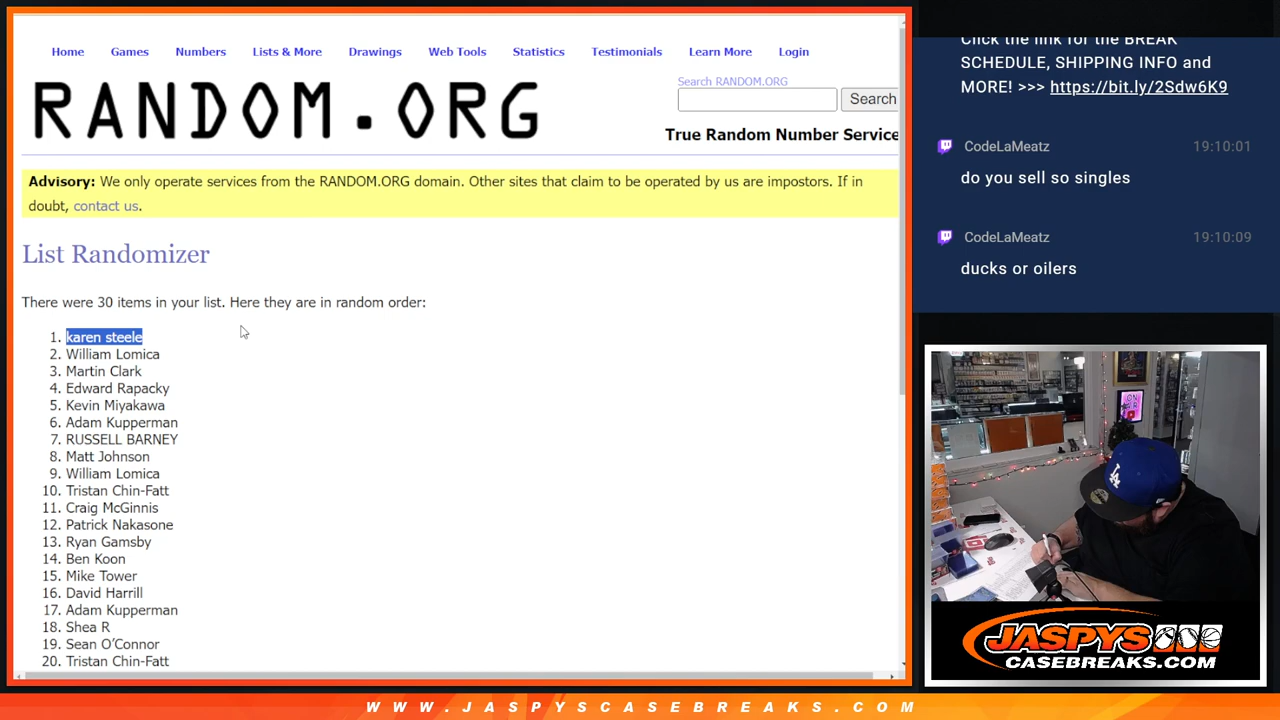 Home Games Numbers Lists & More Drawings Web Tools Statistics Testimonials Learn More Login
RANDOM.ORG
Search RANDOM.ORG
Search
True Random Number Service
Advisory: We only operate services from the RANDOM.ORG domain. Other sites that claim to be operated by us are impostors. If in
doubt, contact us.
List Randomizer
There were 30 items in your list. Here they are in random order:
1. karen steele
2. William Lomica
3. Martin Clark
4. Edward Rapacky
5. Kevin Miyakawa
6. Adam Kupperman
7. RUSSELL BARNEY
8. Matt Johnson
9. William Lomica
10. Tristan Chin-Fatt
11. Craig McGinnis
12. Patrick Nakasone
13. Ryan Gamsby
14. Ben Koon
15. Mike Tower
16. David Harrill
17. Adam Kupperman
18. Shea R
19. Sean O'Connor
20. Tristan Chin-Fatt
Click the link for the BREAK
SCHEDULE, SHIPPING INFO and
MORE! >>> https://bit.ly/2Sdw6K9
CodeLaMeatz 19:10:01
do you sell so singles
CodeLaMeatz 19:10:09
ducks or oilers
LA
JASPYS
CASEBREAKS.COM
WWW.JASPYSCASEBREAKS.COM